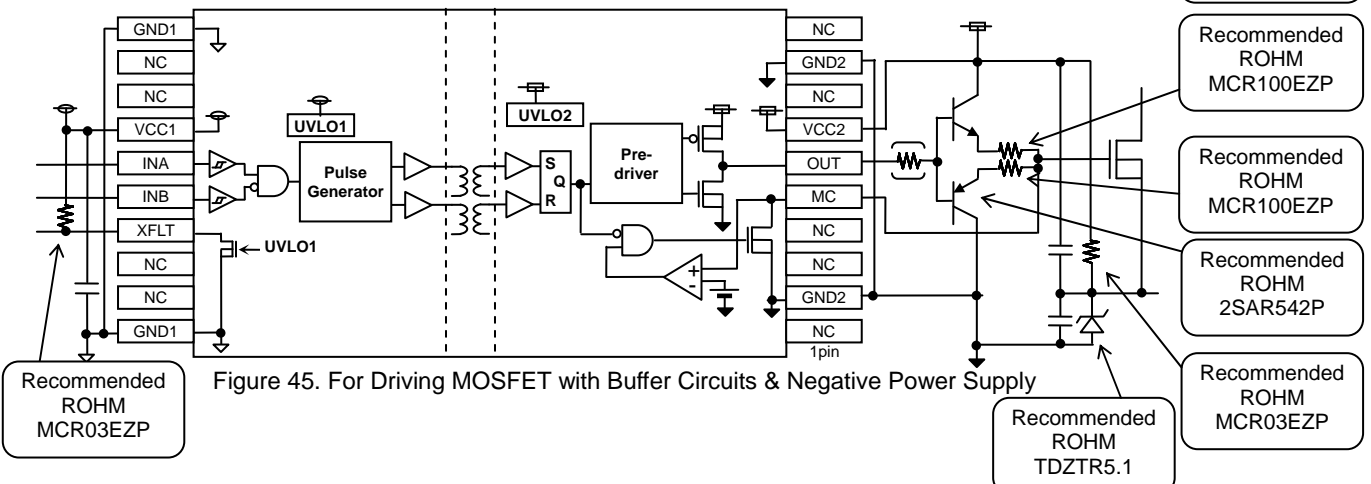 GND1
NC
NC
VCC1
INA
INB
XFLT
NC
NC
GND1
UVLO1
Pulse
Generator
UVLO1
UVLO2
S
Q
R
Pre-
driver
+
-
NC
GND2
NC
VCC2
OUT
MC
NC
NC
GND2
NC
1pin
Recommended
ROHM
MCR100EZP
Recommended
ROHM
MCR100EZP
Recommended
ROHM
2SAR542P
Recommended
ROHM
MCR03EZP
Recommended
ROHM
TDZTR5.1
Recommended
ROHM
MCR03EZP
Figure 45. For Driving MOSFET with Buffer Circuits & Negative Power Supply